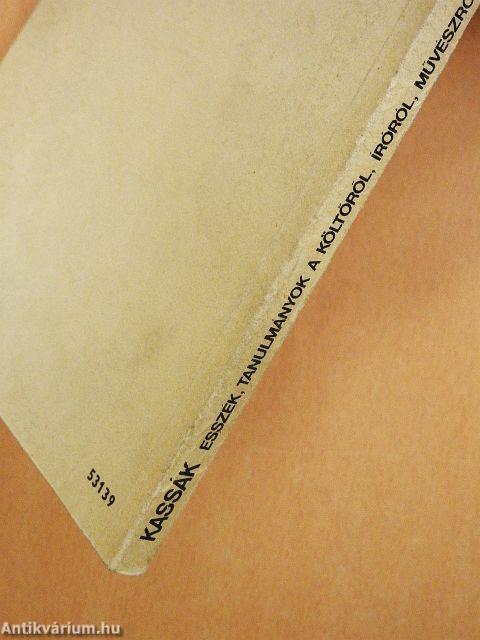 KASSÁK ESSZÉK, TANULMÁNYOK A KÖLTŐRŐL, ÍRÓRÓL, MŰVÉSZRŐ
53139
Antikvárium.hu